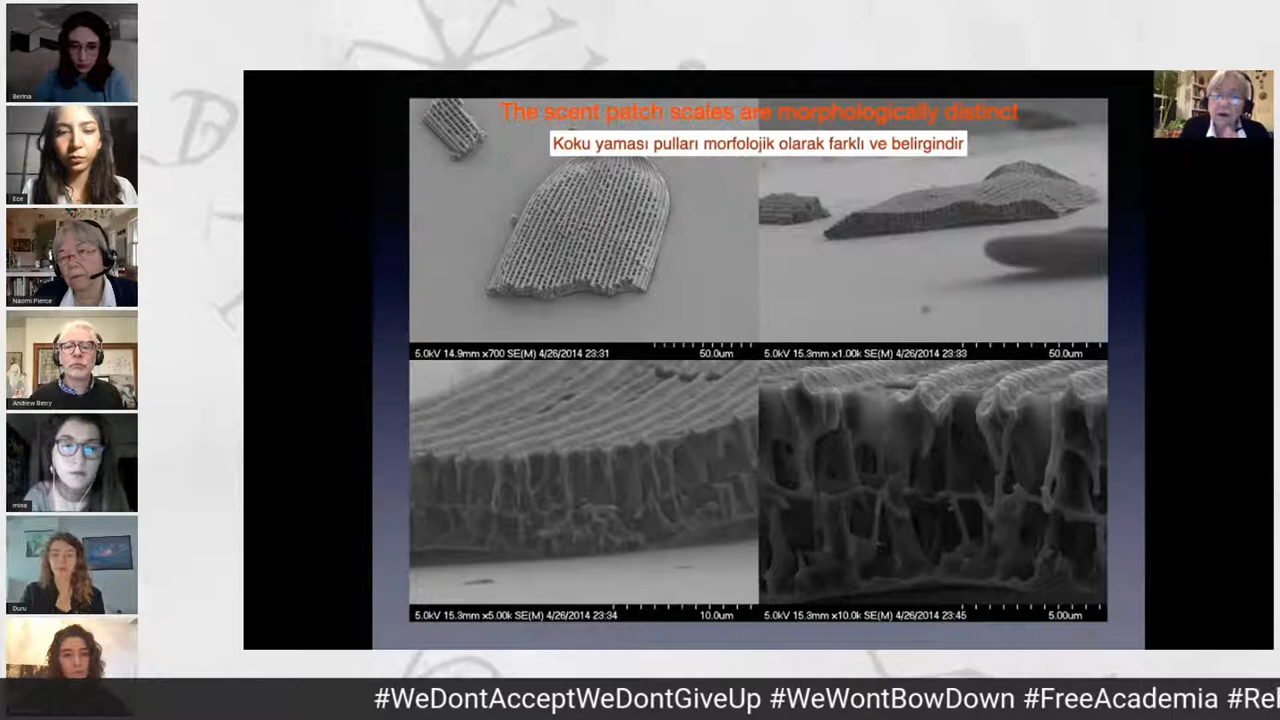 Berina
Ece
Naomi Pierce
Andrew Berry
mina
Duru
The scent patch scales are morphologically distinct
Koku yaması pulları morfolojik olarak farklı ve belirgindir
5.0kV 14.9mm x700 SE(M) 4/26/2014 23:31 50.0um
5.0kV 15.3mm x1.00k SE(M) 4/26/2014 23:33 50.0um
5.0kV 15.3mm x5.00k SE(M) 4/26/2014 23:34 10.0um
5.0kV 15.3mm x10.0k SE(M) 4/26/2014 23:45 5.00um
#WeDontAcceptWeDontGiveUp #WeWontBowDown #FreeAcademia #Rel